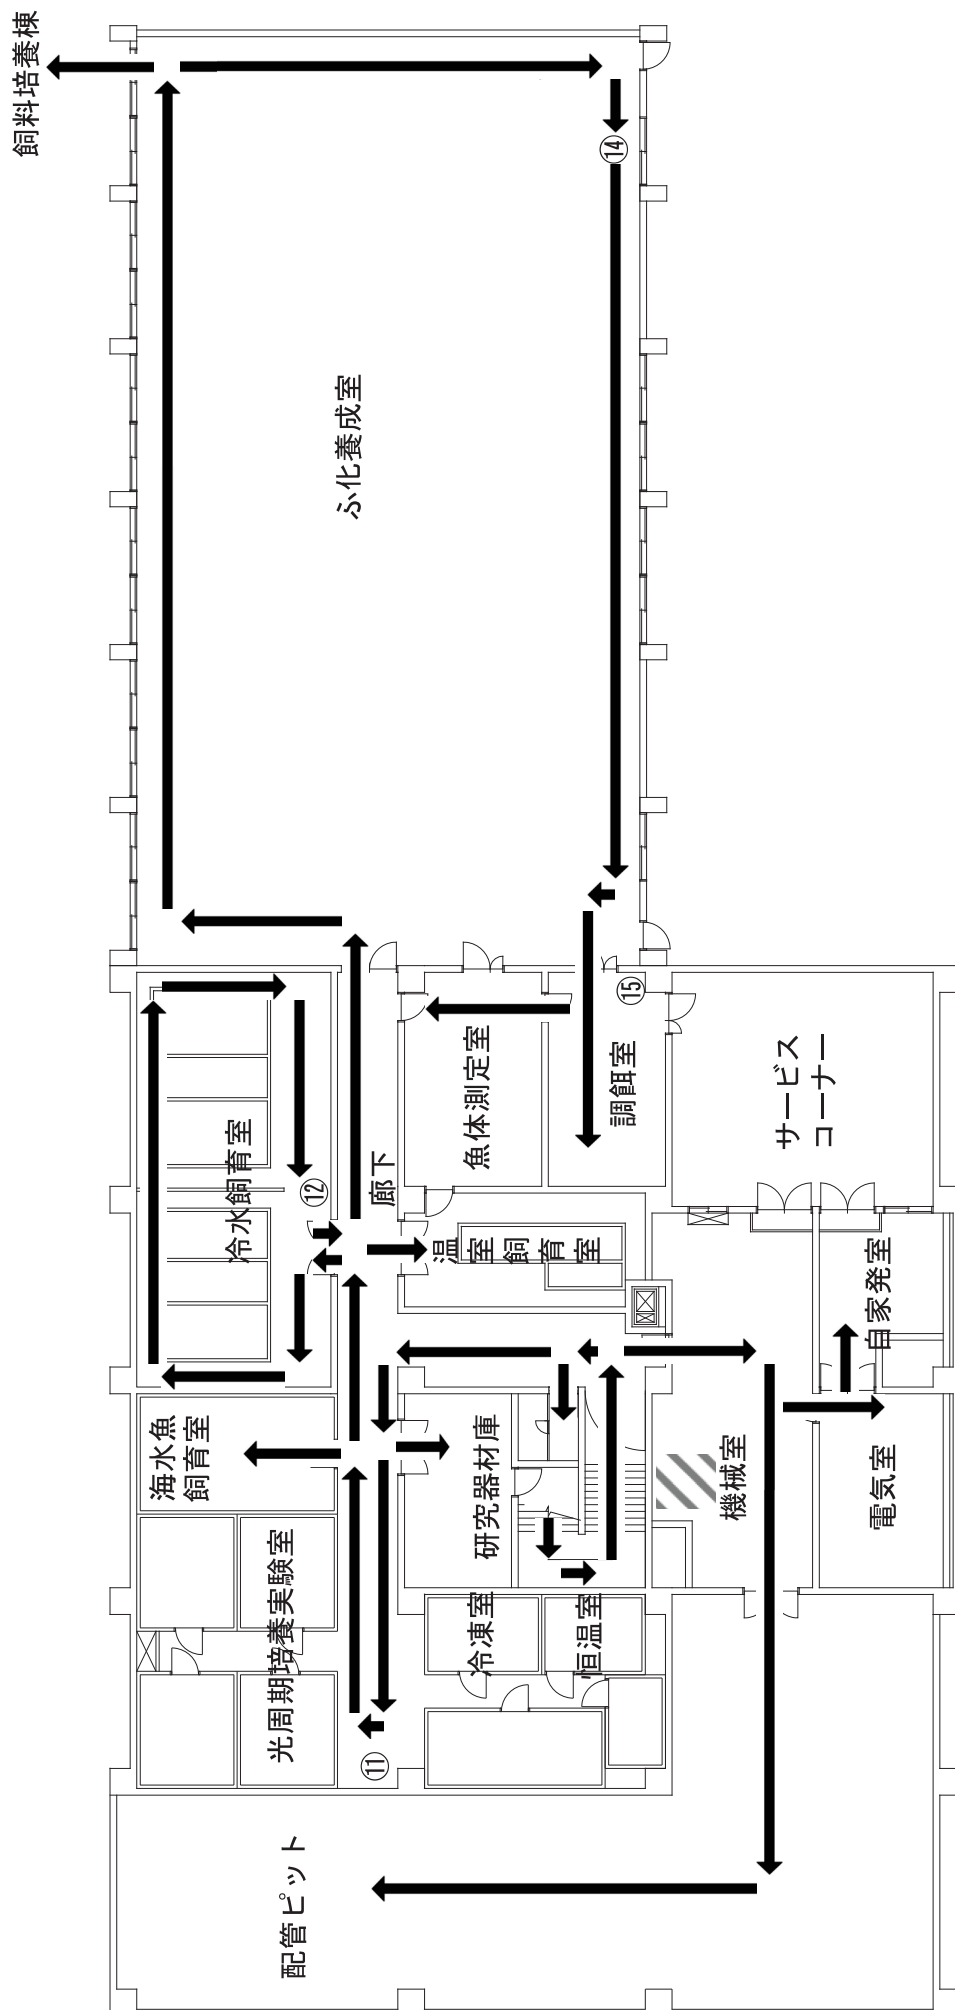 飼料培養棟
⑭
ふ化養成室
⑮
魚体測定室
調餌室
サービス
コーナー
冷水飼育室
⑫
廊下
温室飼育室
自家発室
海水魚
飼育室
研究器材庫
機械室
電気室
光周期培養実験室
冷凍室
恒温室
⑪
配管ピット